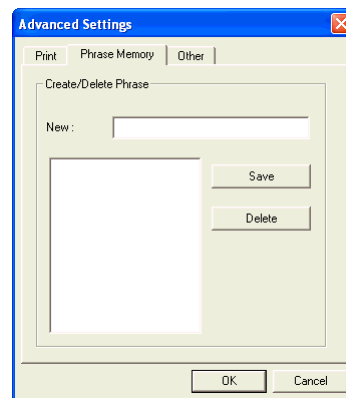 Advanced Settings
Print Phrase Memory Other
Create/Delete Phrase
New :
Save
Delete
OK Cancel